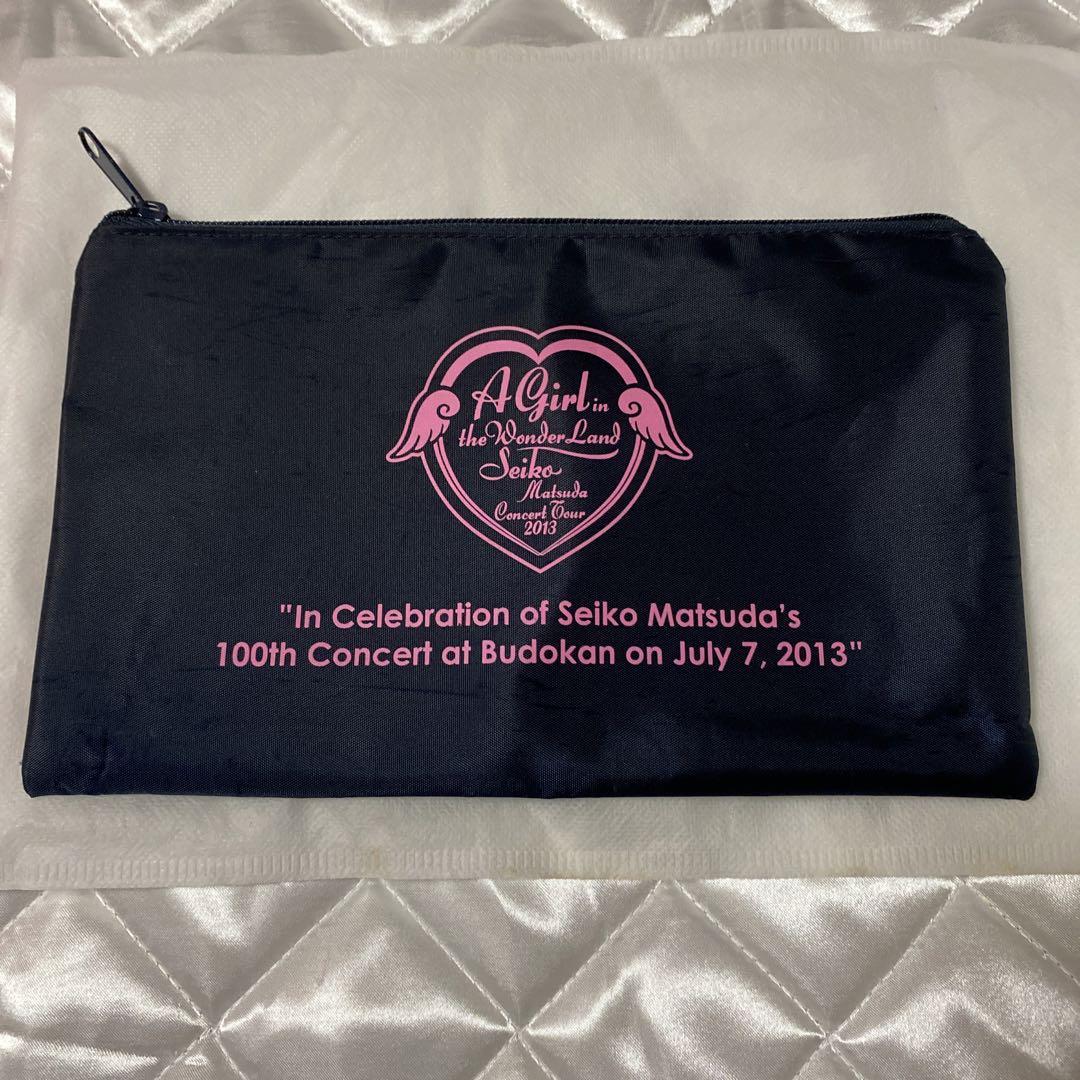 A Girl in
the Wonder Land
Seiko
Matsuda
Concert Tour
2013
"In Celebration of Seiko Matsuda's
100th Concert at Budokan on July 7, 2013"